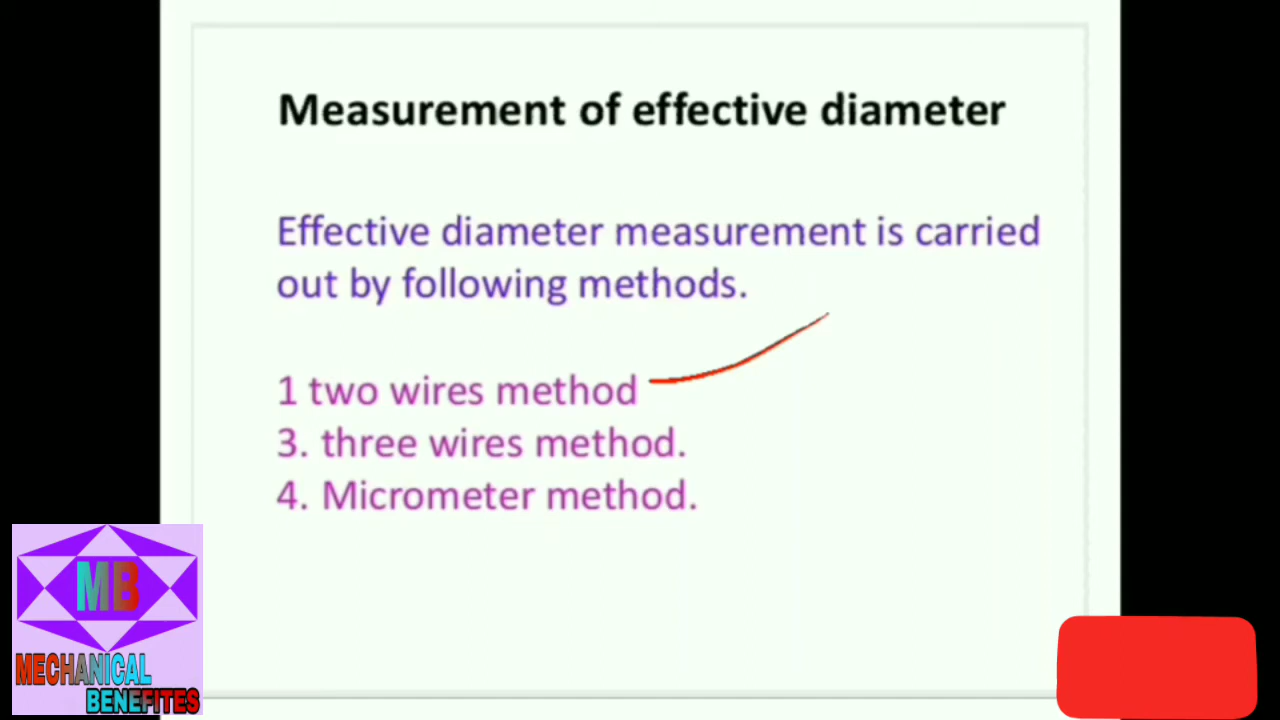 Measurement of effective diameter
Effective diameter measurement is carried
out by following methods.
1 two wires method
3. three wires method.
4. Micrometer method.
MB
MECHANICAL
BENEFITES